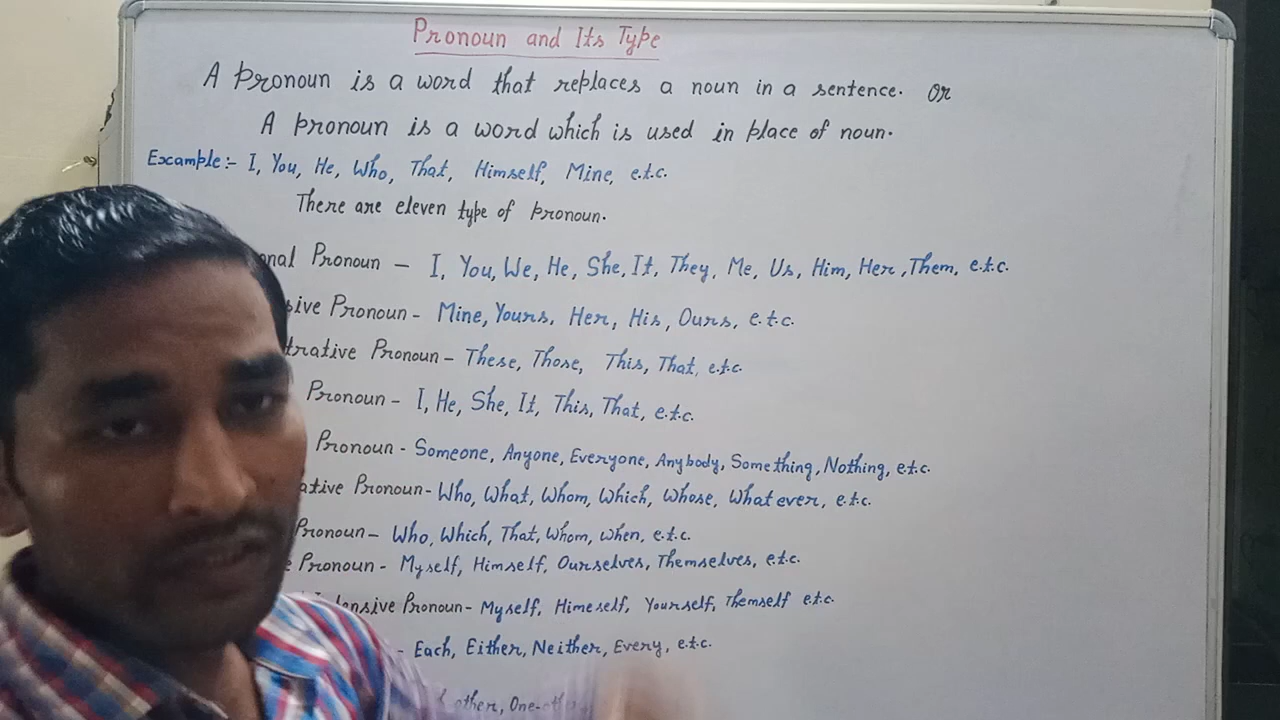 Pronoun and Its Type
A pronoun is a word that replaces a noun in a sentence. Or
A pronoun is a word which is used in place of noun.
Example:- I, You, He, Who, That, Himself, Mine, e.t.c.
There are eleven type of pronoun.
onal Pronoun – I, You, We, He, She, It, They, Me, Us, Him, Her, Them, e.t.c.
sive Pronoun - Mine, Yours, Her, His, Ours, e.t.c.
trative Pronoun - These, Those, This, That, e.t.c.
Pronoun - I, He, She, It, This, That, e.t.c.
Pronoun - Someone, Anyone, Everyone, Anybody, Something, Nothing, e.t.c.
ative Pronoun- Who, What, Whom, Which, Whose, What ever, e.t.c.
Pronoun – Who, Which, That, Whom, when, e.t.c.
e Pronoun - Myself, Himself, Ourselves, Themselves, e.t.c.
tensive Pronoun - Myself, Himeself, Yourself, Themself e.t.c.
- Each, Either, Neither, Every, e.t.c.
other, One-